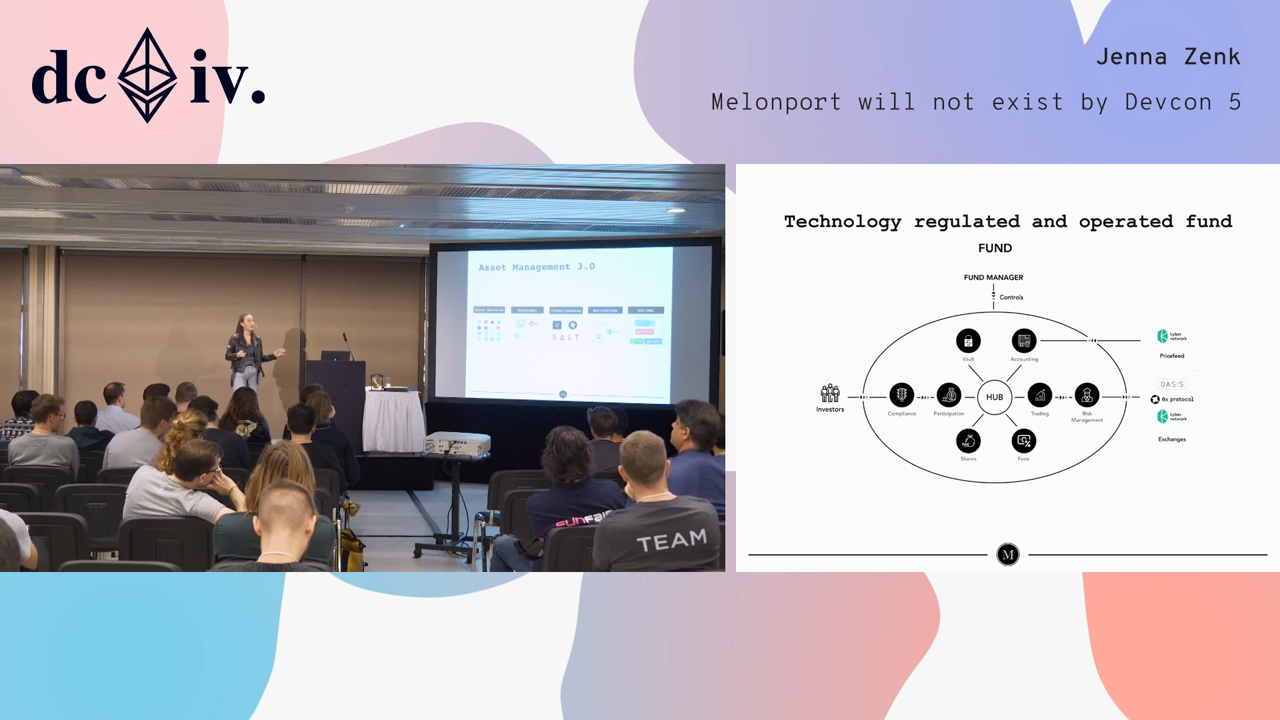 dc iv.
Jenna Zenk
Melonport will not exist by Devcon 5
Asset Management 3.0
SALT
TEAM
Technology regulated and operated fund
FUND
FUND MANAGER
Controls
Vault
Accounting
kyber network
Pricefeed
Investors
Compliance
Participation
HUB
Trading
Risk Management
OASIS
0x protocol
kyber network
Exchanges
Shares
Fees
M